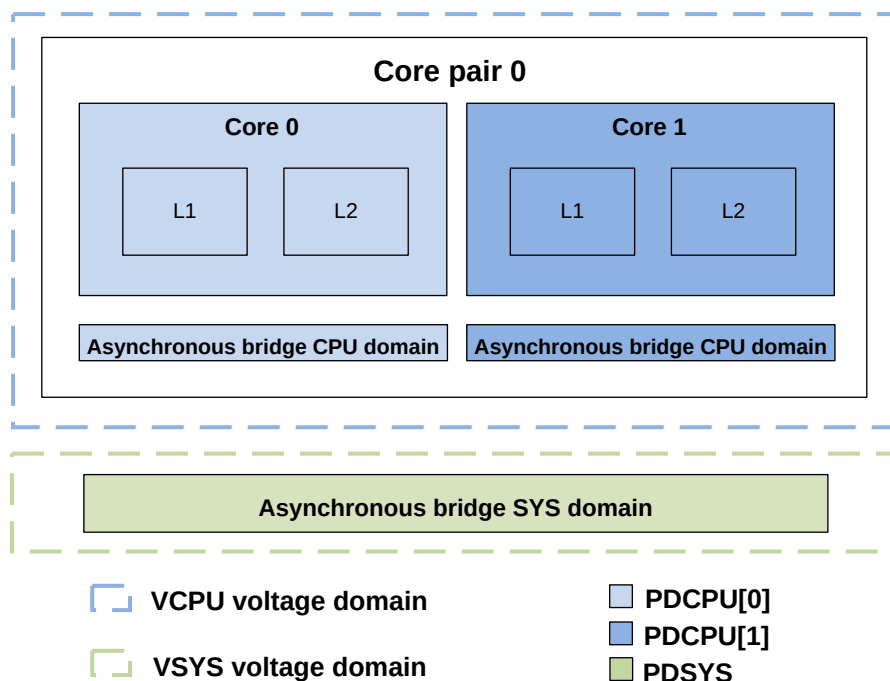 Core pair 0
Core 0
Core 1
L1
L2
L1
L2
Asynchronous bridge CPU domain
Asynchronous bridge CPU domain
Asynchronous bridge SYS domain
VCPU voltage domain
VSYS voltage domain
PDCPU[0]
PDCPU[1]
PDSYS